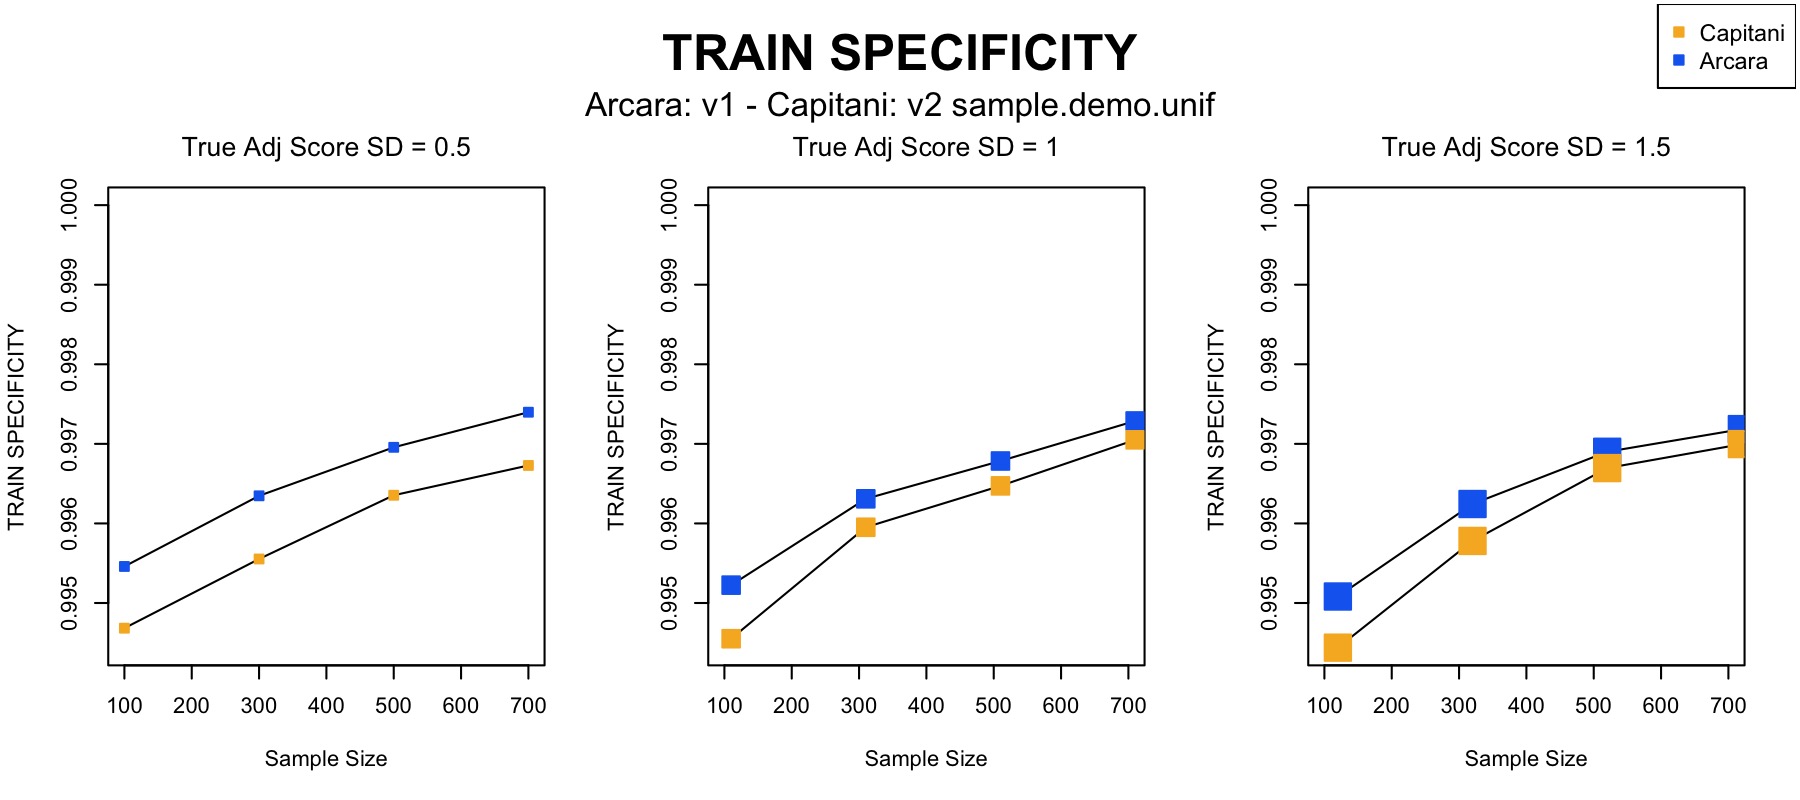 TRAIN SPECIFICITY
Arcara: v1 - Capitani: v2 sample.demo.unif
Capitani
Arcara
True Adj Score SD = 0.5
TRAIN SPECIFICITY
1.000
0.999
0.998
0.997
0.996
0.995
100 200 300 400 500 600 700
Sample Size
True Adj Score SD = 1
TRAIN SPECIFICITY
1.000
0.999
0.998
0.997
0.996
0.995
100 200 300 400 500 600 700
Sample Size
True Adj Score SD = 1.5
TRAIN SPECIFICITY
1.000
0.999
0.998
0.997
0.996
0.995
100 200 300 400 500 600 700
Sample Size